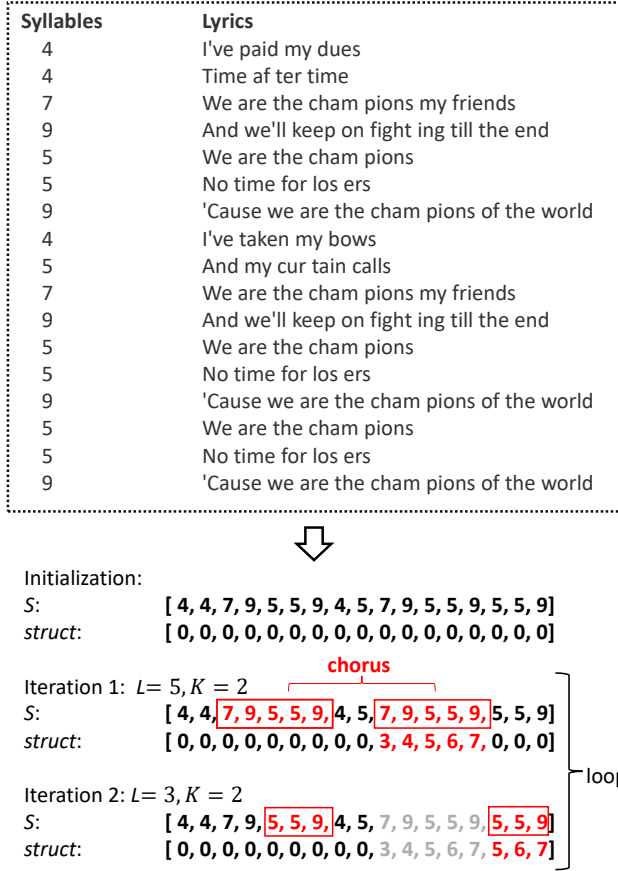 Syllables Lyrics
4 I've paid my dues
4 Time af ter time
7 We are the cham pions my friends
9 And we'll keep on fight ing till the end
5 We are the cham pions
5 No time for los ers
9 'Cause we are the cham pions of the world
4 I've taken my bows
5 And my cur tain calls
7 We are the cham pions my friends
9 And we'll keep on fight ing till the end
5 We are the cham pions
5 No time for los ers
9 'Cause we are the cham pions of the world
5 We are the cham pions
5 No time for los ers
9 'Cause we are the cham pions of the world
Initialization:
S: [ 4, 4, 7, 9, 5, 5, 9, 4, 5, 7, 9, 5, 5, 9, 5, 5, 9]
struct: [ 0, 0, 0, 0, 0, 0, 0, 0, 0, 0, 0, 0, 0, 0, 0, 0, 0]
chorus
Iteration 1: L= 5, K = 2
S: [ 4, 4, 7, 9, 5, 5, 9, 4, 5, 7, 9, 5, 5, 9, 5, 5, 9]
struct: [ 0, 0, 0, 0, 0, 0, 0, 0, 0, 3, 4, 5, 6, 7, 0, 0, 0]
loop
Iteration 2: L= 3, K = 2
S: [ 4, 4, 7, 9, 5, 5, 9, 4, 5, 7, 9, 5, 5, 9, 5, 5, 9]
struct: [ 0, 0, 0, 0, 0, 0, 0, 0, 0, 3, 4, 5, 6, 7, 5, 6, 7]